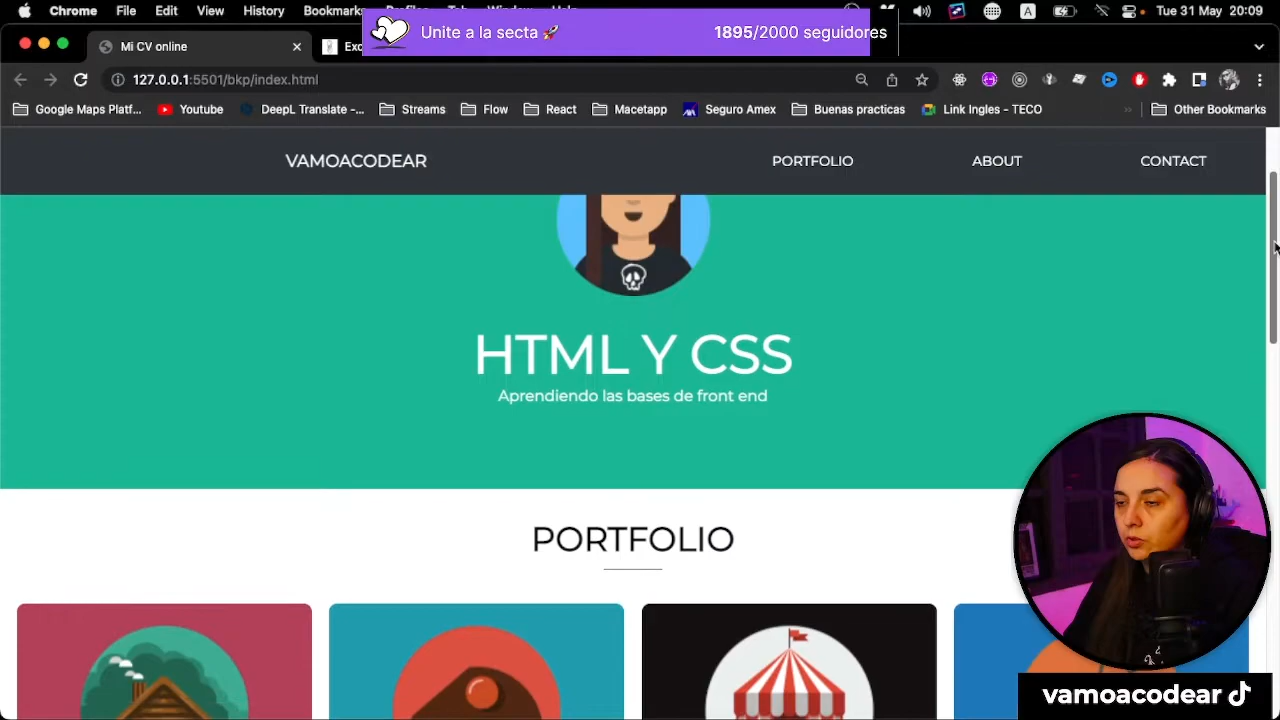 Chrome File Edit View History Bookmarks Tue 31 May 20:09
Unite a la secta 🚀 1895/2000 seguidores
Mi CV online
127.0.0.1:5501/bkp/index.html
Google Maps Platf... Youtube DeepL Translate -... Streams Flow React Macetapp Seguro Amex Buenas practicas Link Ingles - TECO » Other Bookmarks
VAMOACODEAR PORTFOLIO ABOUT CONTACT
HTML Y CSS
Aprendiendo las bases de front end
PORTFOLIO
vamoacodear